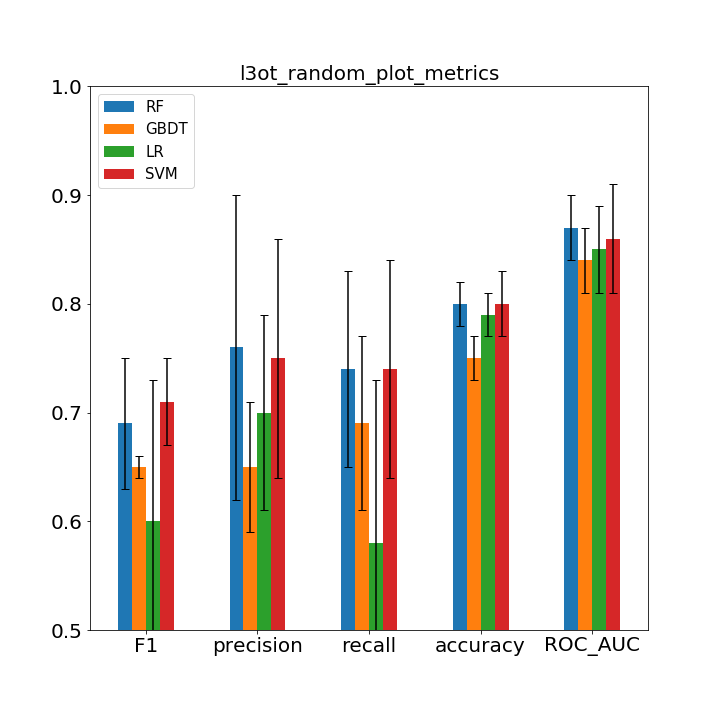 l3ot_random_plot_metrics
1.0
0.9
0.8
0.7
0.6
0.5
RF
GBDT
LR
SVM
F1 precision recall accuracy ROC_AUC